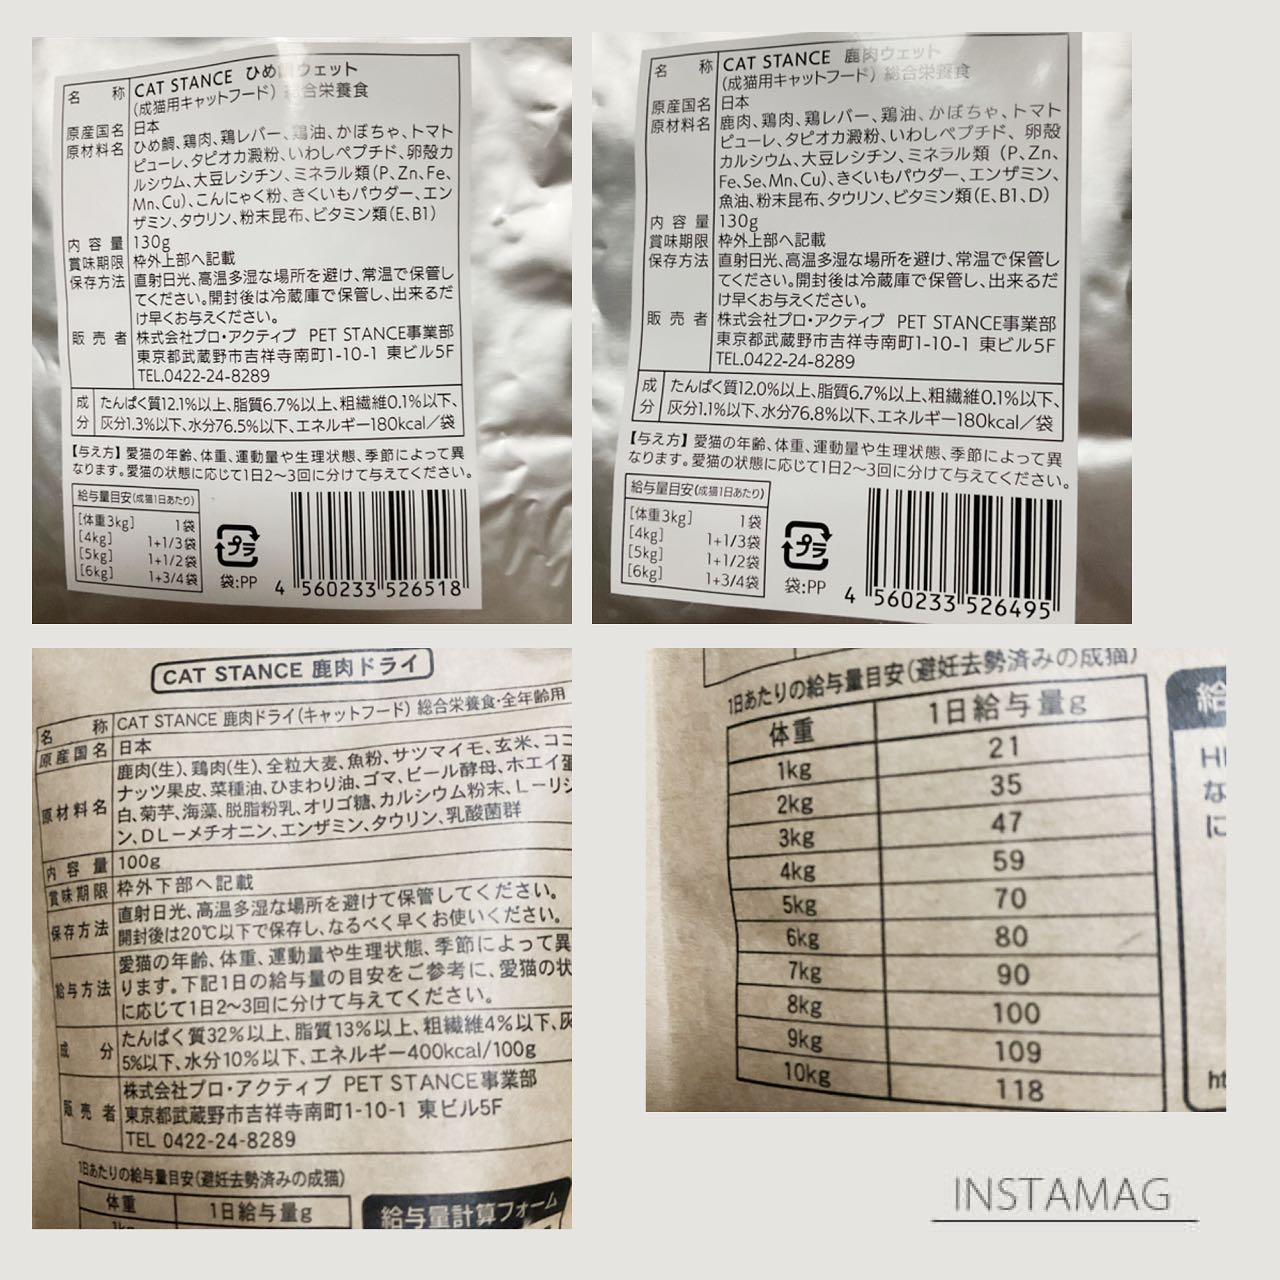 名 称 CAT STANCE ひめ鯛ウェット
(成猫用キャットフード) 総合栄養食
原産国名 日本
原材料名 ひめ鯛、鶏肉、鶏レバー、鶏油、かぼちゃ、トマト
ピューレ、タピオカ澱粉、いわしペプチド、卵殻カ
ルシウム、大豆レシチン、ミネラル類(P、Zn、Fe、
Mn、Cu)、こんにゃく粉、きくいもパウダー、エン
ザミン、タウリン、粉末昆布、ビタミン類(E、B1)
内容量 130g
賞味期限 枠外上部へ記載
保存方法 直射日光、高温多湿な場所を避け、常温で保管し
てください。開封後は冷蔵庫で保管し、出来るだ
け早くお与えください。
販売者 株式会社プロ・アクティブ PET STANCE事業部
東京都武蔵野市吉祥寺南町1-10-1 東ビル5F
TEL.0422-24-8289
成分 たんぱく質12.1%以上、脂質6.7%以上、粗繊維0.1%以下、
灰分1.3%以下、水分76.5%以下、エネルギー180kcal/袋
【与え方】愛猫の年齢、体重、運動量や生理状態、季節によって異
なります。愛猫の状態に応じて1日2〜3回に分けて与えてください。
給与量目安(成猫1日あたり)
[体重3kg] 1袋
[4kg] 1+1/3袋
[5kg] 1+1/2袋
[6kg] 1+3/4袋
プラ
袋:PP
4 560233 526518
名 称 CAT STANCE 鹿肉ウェット
(成猫用キャットフード) 総合栄養食
原産国名 日本
原材料名 鹿肉、鶏肉、鶏レバー、鶏油、かぼちゃ、トマト
ピューレ、タピオカ澱粉、いわしペプチド、卵殻
カルシウム、大豆レシチン、ミネラル類(P、Zn、
Fe、Se、Mn、Cu)、きくいもパウダー、エンザミン、
魚油、粉末昆布、タウリン、ビタミン類(E、B1、D)
内容量 130g
賞味期限 枠外上部へ記載
保存方法 直射日光、高温多湿な場所を避け、常温で保管し
てください。開封後は冷蔵庫で保管し、出来るだ
け早くお与えください。
販売者 株式会社プロ・アクティブ PET STANCE事業部
東京都武蔵野市吉祥寺南町1-10-1 東ビル5F
TEL.0422-24-8289
成分 たんぱく質12.0%以上、脂質6.7%以上、粗繊維0.1%以下、
灰分1.1%以下、水分76.8%以下、エネルギー180kcal/袋
【与え方】愛猫の年齢、体重、運動量や生理状態、季節によって異
なります。愛猫の状態に応じて1日2〜3回に分けて与えてください。
給与量目安(成猫1日あたり)
[体重3kg] 1袋
[4kg] 1+1/3袋
[5kg] 1+1/2袋
[6kg] 1+3/4袋
プラ
袋:PP
4 560233 526495
CAT STANCE 鹿肉ドライ
名 称 CAT STANCE 鹿肉ドライ(キャットフード) 総合栄養食・全年齢用
原産国名 日本
原材料名 鹿肉(生)、鶏肉(生)、全粒大麦、魚粉、サツマイモ、玄米、ココ
ナッツ果皮、菜種油、ひまわり油、ゴマ、ビール酵母、ホエイ蛋
白、菊芋、海藻、脱脂粉乳、オリゴ糖、カルシウム粉末、L－リシ
ン、DL－メチオニン、エンザミン、タウリン、乳酸菌群
内容量 100g
賞味期限 枠外下部へ記載
保存方法 直射日光、高温多湿な場所を避けて保管してください。
開封後は20℃以下で保存し、なるべく早くお使いください。
給与方法 愛猫の年齢、体重、運動量や生理状態、季節によって異
ります。下記1日の給与量の目安をご参考に、愛猫の状
に応じて1日2〜3回に分けて与えてください。
成 分 たんぱく質32%以上、脂質13%以上、粗繊維4%以下、灰
5%以下、水分10%以下、エネルギー400kcal/100g
販売者 株式会社プロ・アクティブ PET STANCE事業部
東京都武蔵野市吉祥寺南町1-10-1 東ビル5F
TEL 0422-24-8289
1日あたりの給与量目安(避妊去勢済みの成猫)
体重 1日給与量g
1kg
給与量計算フォーム
1日あたりの給与量目安(避妊去勢済みの成猫)
体重 1日給与量g
1kg 21
2kg 35
3kg 47
4kg 59
5kg 70
6kg 80
7kg 90
8kg 100
9kg 109
10kg 118
給
な
に
ht
INSTAMAG